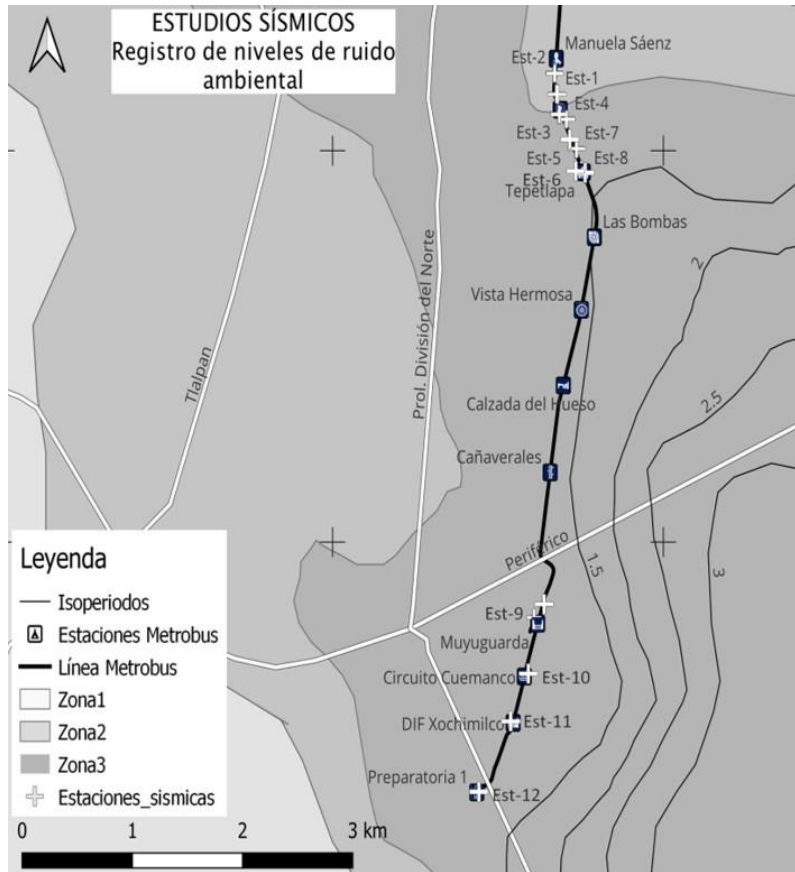 ESTUDIOS SÍSMICOS
Registro de niveles de ruido
ambiental
Manuela Sáenz
Est-2
Est-1
Est-4
Est-3
Est-7
Est-5
Est-8
Est-6
Tepetlapa
Las Bombas
2
Vista Hermosa
Prol. División del Norte
Tlalpan
2.5
Calzada del Hueso
Cañaverales
Periférico
1.5
3
Leyenda
Isoperiodos
Estaciones Metrobus
Línea Metrobus
Zona1
Zona2
Zona3
Estaciones_sismicas
Est-9
Muyuguarda
Circuito Cuemanco
Est-10
DIF Xochimilco
Est-11
Preparatoria 1
Est-12
0 1 2 3 km